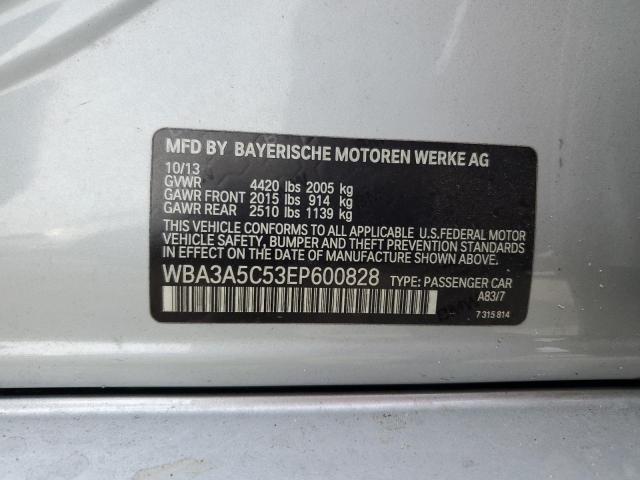 MFD BY BAYERISCHE MOTOREN WERKE AG
10/13
GVWR 4420 lbs 2005 kg
GAWR FRONT 2015 lbs 914 kg
GAWR REAR 2510 lbs 1139 kg
THIS VEHICLE CONFORMS TO ALL APPLICABLE U.S. FEDERAL MOTOR
VEHICLE SAFETY, BUMPER AND THEFT PREVENTION STANDARDS
IN EFFECT ON THE DATE OF MANUFACTURE SHOWN ABOVE.
WBA3A5C53EP600828 TYPE: PASSENGER CAR
A83/7
7 315 814